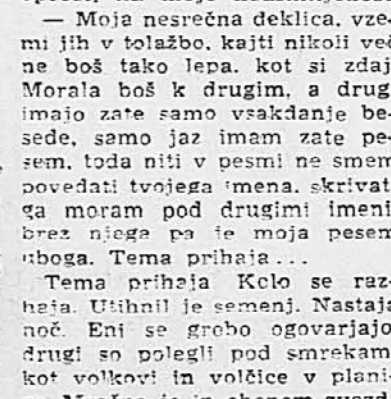 — Moja nesrečna deklica, vze-
mi jih v tolažbo, kajti nikoli več
ne boš tako lepa, kot si zdaj
Morala boš k drugim, a drugi
imajo zate samo vsakdanje be-
sede, samo jaz imam zate pe-
sem, toda niti v pesmi ne smem
povedati tvojega imena, skrivat
ga moram pod drugimi imeni
brez njega pa je moja pesem
uboga. Tema prihaja ...
Tema prihaja Kolo se raz-
haja. Utihnil je semenj. Nastaja
noč. Eni se grobo ogovarjajo
drugi so polegli pod smrekam
kot volkovi in volčice v plani-